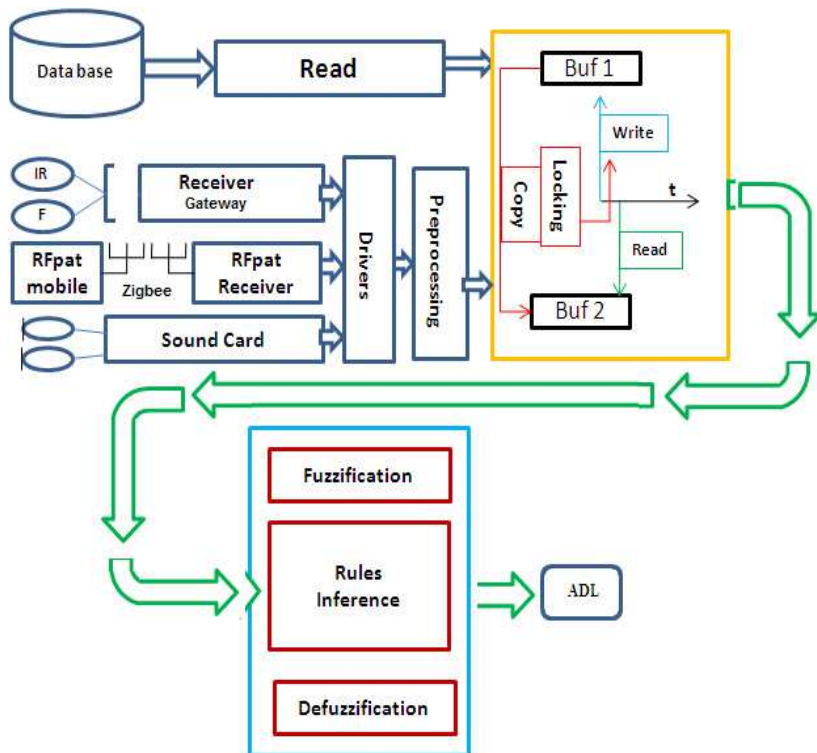 Data base
Read
Buf 1
Write
Locking
Copy
t
Read
Buf 2
IR
F
Receiver
Gateway
Drivers
Preprocessing
RFpat
mobile
Zigbee
RFpat
Receiver
Sound Card
Fuzzification
Rules
Inference
Defuzzification
ADL